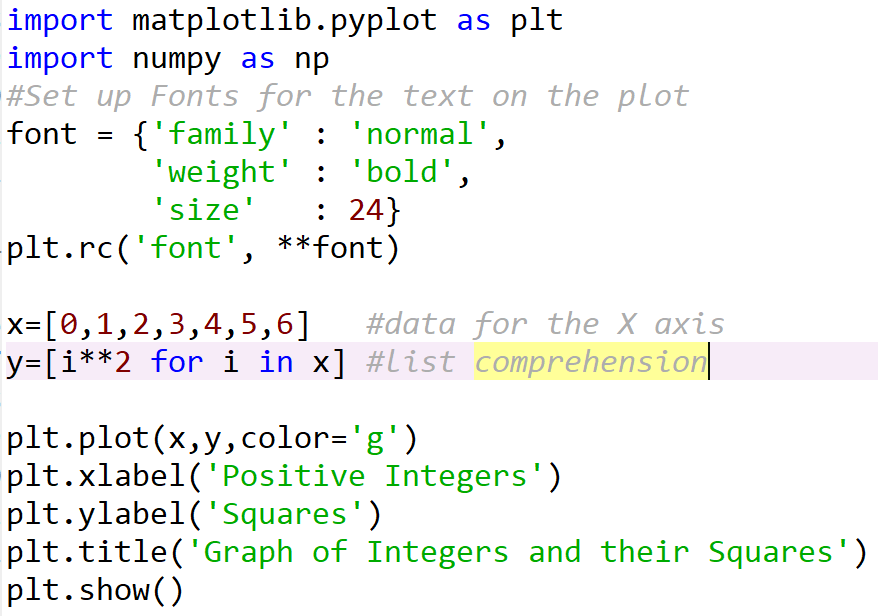 import matplotlib.pyplot as plt
import numpy as np
#Set up Fonts for the text on the plot
font = {'family' : 'normal',
        'weight' : 'bold',
        'size'   : 24}
plt.rc('font', **font)

x=[0,1,2,3,4,5,6]   #data for the X axis
y=[i**2 for i in x] #list comprehension

plt.plot(x,y,color='g')
plt.xlabel('Positive Integers')
plt.ylabel('Squares')
plt.title('Graph of Integers and their Squares')
plt.show()